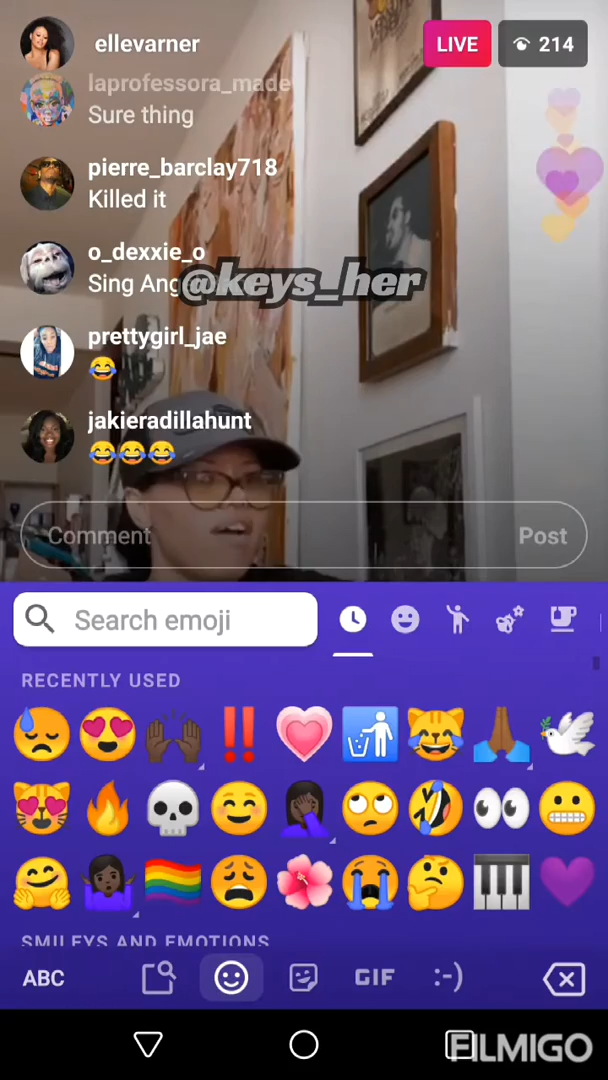 ellevarner
LIVE
214
laprofessora_made
Sure thing
pierre_barclay718
Killed it
o_dexxie_o
Sing Ang
@keys_her
prettygirl_jae
jakieradillahunt
Comment
Post
Search emoji
RECENTLY USED
SMILEYS AND EMOTIONS
ABC
GIF
:-)
FILMIGO